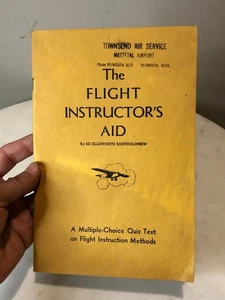 TOWNSEND AIR SERVICE
METTETAL AIRPORT
Phone PLYMOUTH PLYMOUTH, MICH.
The
FLIGHT
INSTRUCTOR'S
AID
By ED ELLSWORTH BARTHOLOMEW
A Multiple-Choice Quiz Text
on Flight Instruction Methods